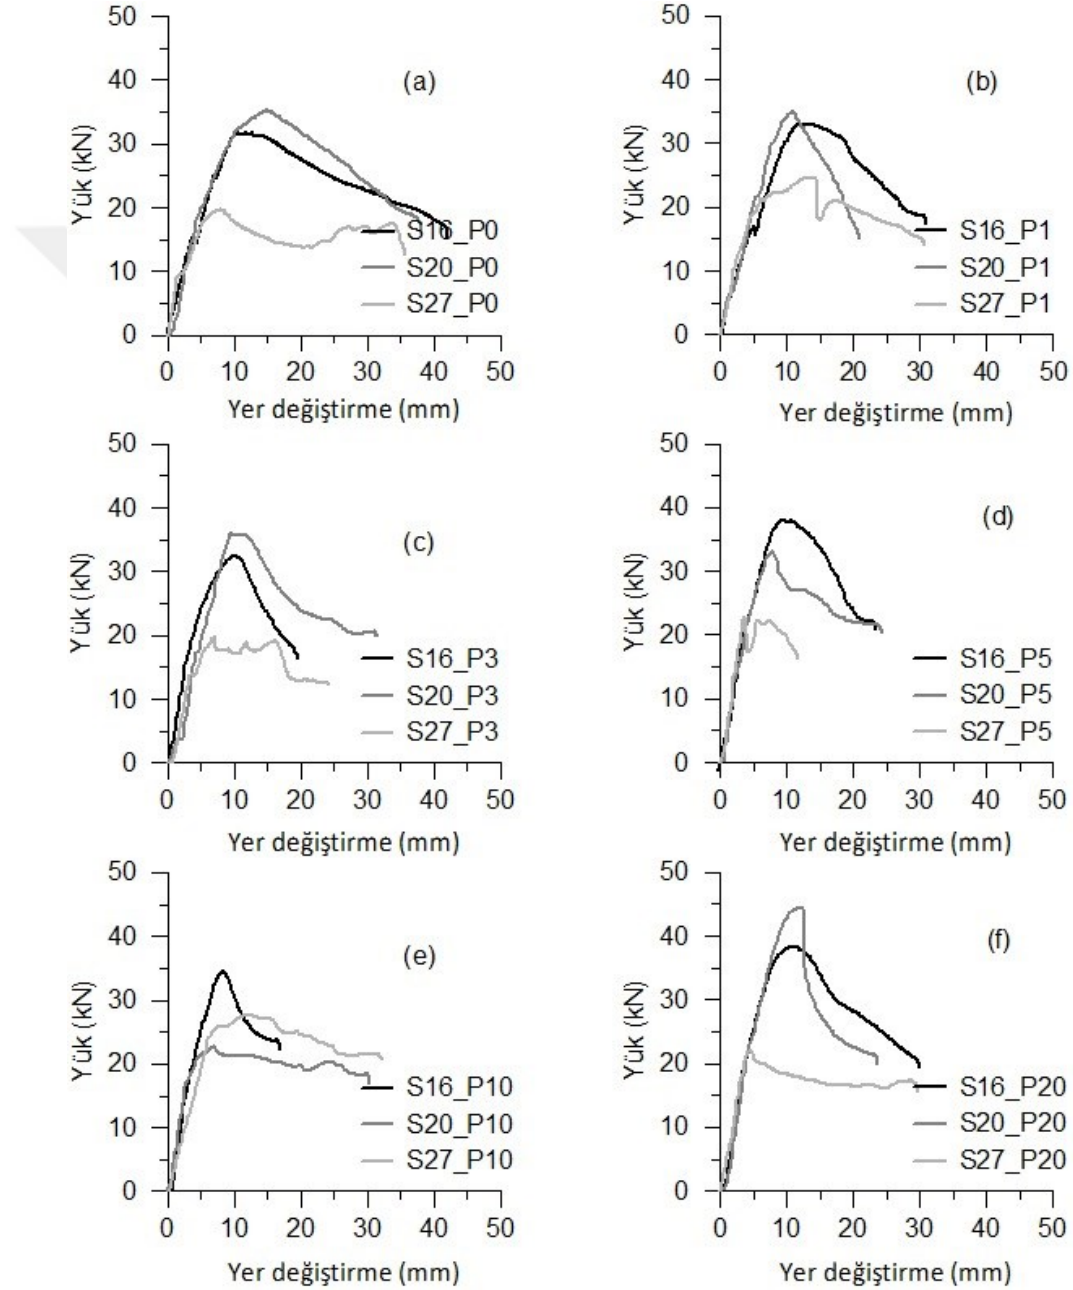 50
40
30
20
10
0
Yük (kN)
(a)
S16_P0
S20_P0
S27_P0
0 10 20 30 40 50
Yer değiştirme (mm)
50
40
30
20
10
0
Yük (kN)
(b)
S16_P1
S20_P1
S27_P1
0 10 20 30 40 50
Yer değiştirme (mm)
50
40
30
20
10
0
Yük (kN)
(c)
S16_P3
S20_P3
S27_P3
0 10 20 30 40 50
Yer değiştirme (mm)
50
40
30
20
10
0
Yük (kN)
(d)
S16_P5
S20_P5
S27_P5
0 10 20 30 40 50
Yer değiştirme (mm)
50
40
30
20
10
0
Yük (kN)
(e)
S16_P10
S20_P10
S27_P10
0 10 20 30 40 50
Yer değiştirme (mm)
50
40
30
20
10
0
Yük (kN)
(f)
S16_P20
S20_P20
S27_P20
0 10 20 30 40 50
Yer değiştirme (mm)